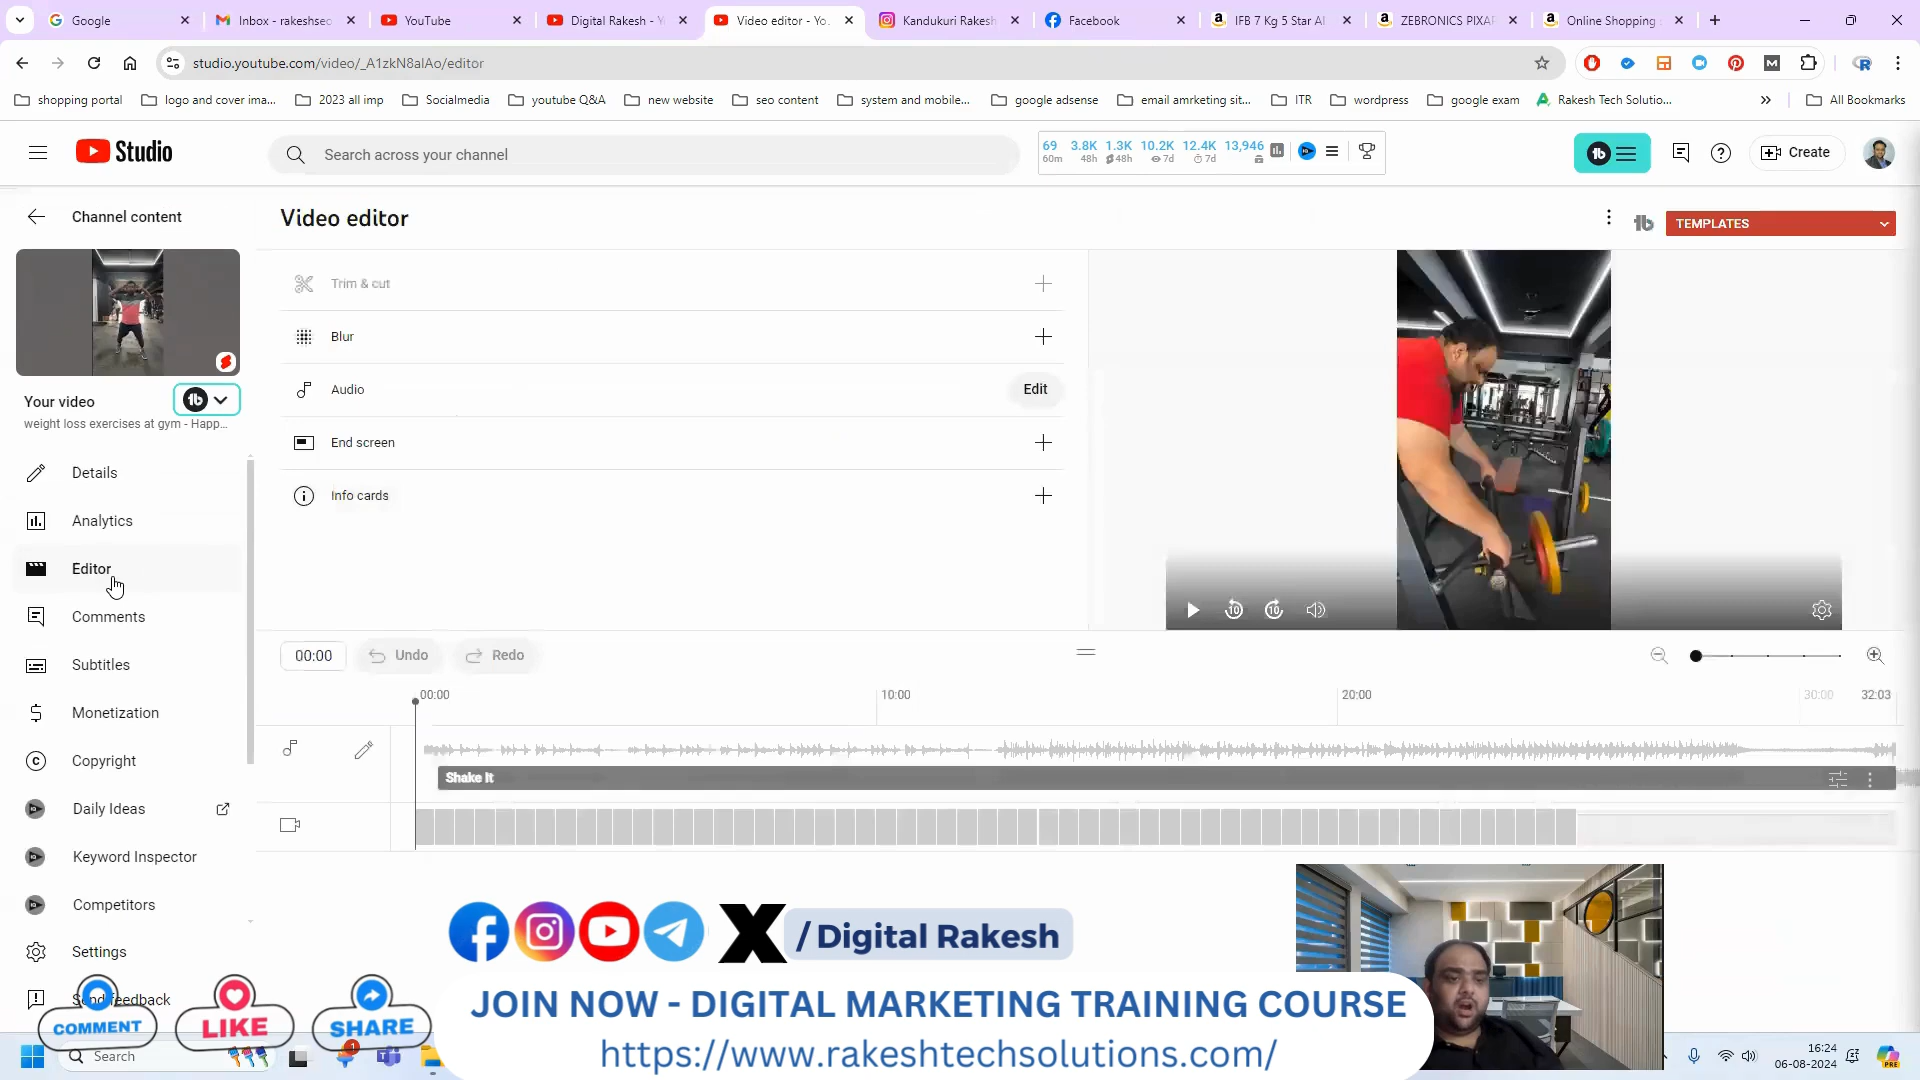 Google
Inbox - rakeshseo
YouTube
Digital Rakesh - Y
Video editor - Yo
Kandukuri Rakesh
Facebook
IFB 7 Kg 5 Star AI
ZEBRONICS PIXA
Online Shopping
studio.youtube.com/video/_A1zkN8alAo/editor
shopping portal
logo and cover ima...
2023 all imp
Socialmedia
youtube Q&A
new website
seo content
system and mobile...
google adsense
email amrketing sit...
ITR
wordpress
google exam
Rakesh Tech Solutio...
All Bookmarks
Studio
Search across your channel
69 3.8K 1.3K 10.2K 12.4K 13,946
60m 48h 48h 7d 7d
Create
Channel content
Video editor
TEMPLATES
Trim & cut
Blur
Audio
Edit
End screen
Info cards
Your video
weight loss exercises at gym - Happ...
Details
Analytics
Editor
Comments
Subtitles
Monetization
Copyright
Daily Ideas
Keyword Inspector
Competitors
Settings
Send feedback
00:00
Undo
Redo
00:00
10:00
20:00
30:00
32:03
Shake It
/ Digital Rakesh
JOIN NOW - DIGITAL MARKETING TRAINING COURSE
https://www.rakeshtechsolutions.com/
COMMENT
LIKE
SHARE
Search
16:24
06-08-2024